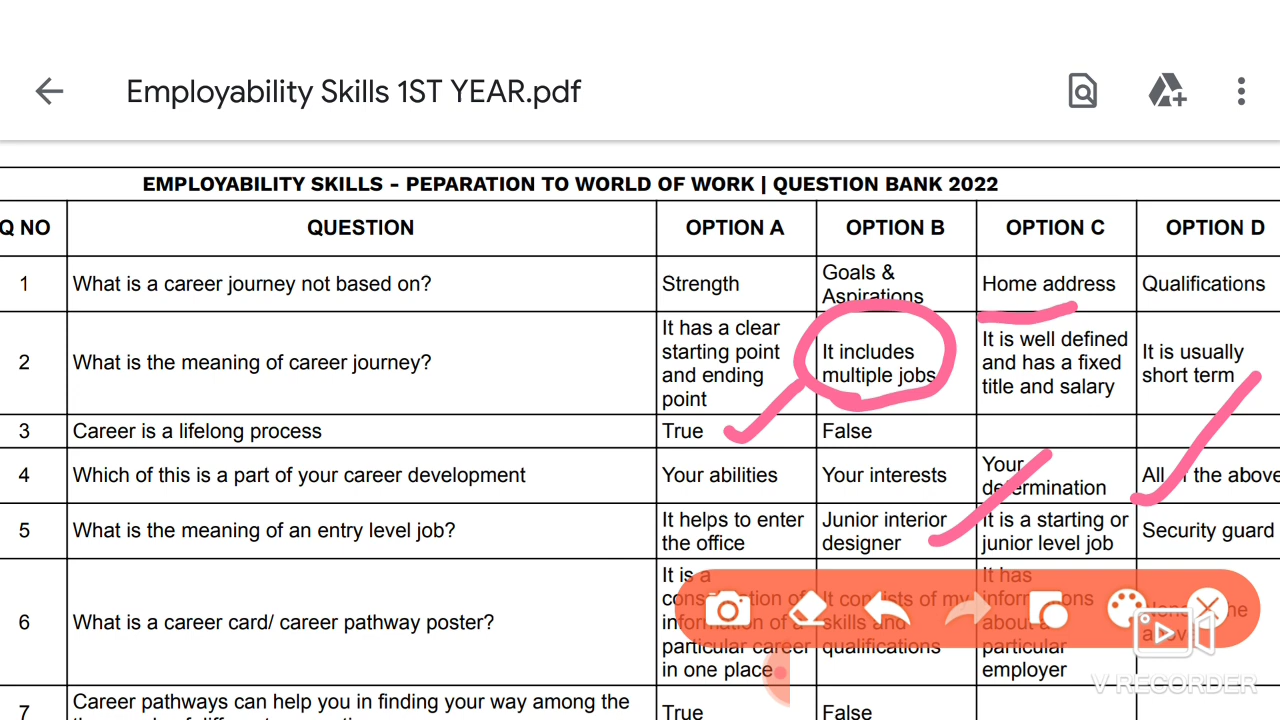 Employability Skills 1ST YEAR.pdf
EMPLOYABILITY SKILLS - PEPARATION TO WORLD OF WORK | QUESTION BANK 2022
Q NO QUESTION OPTION A OPTION B OPTION C OPTION D
1 What is a career journey not based on? Strength Goals & Home address Qualifications
Aspirations
2 What is the meaning of career journey? It has a clear
starting point
and ending
point
It includes
multiple jobs
It is well defined
and has a fixed
title and salary
It is usually
short term
3 Career is a lifelong process True False
4 Which of this is a part of your career development Your abilities Your interests Your
determination
All of the above
5 What is the meaning of an entry level job? It helps to enter
the office
Junior interior
designer
It is a starting or
junior level job
Security guard
6 What is a career card/ career pathway poster? It is a
of
information of a
particular career
in one place
It consists of my
skills and
qualifications
It has
informations
about a
particular
employer
7 Career pathways can help you in finding your way among the
True False
V RECORDER